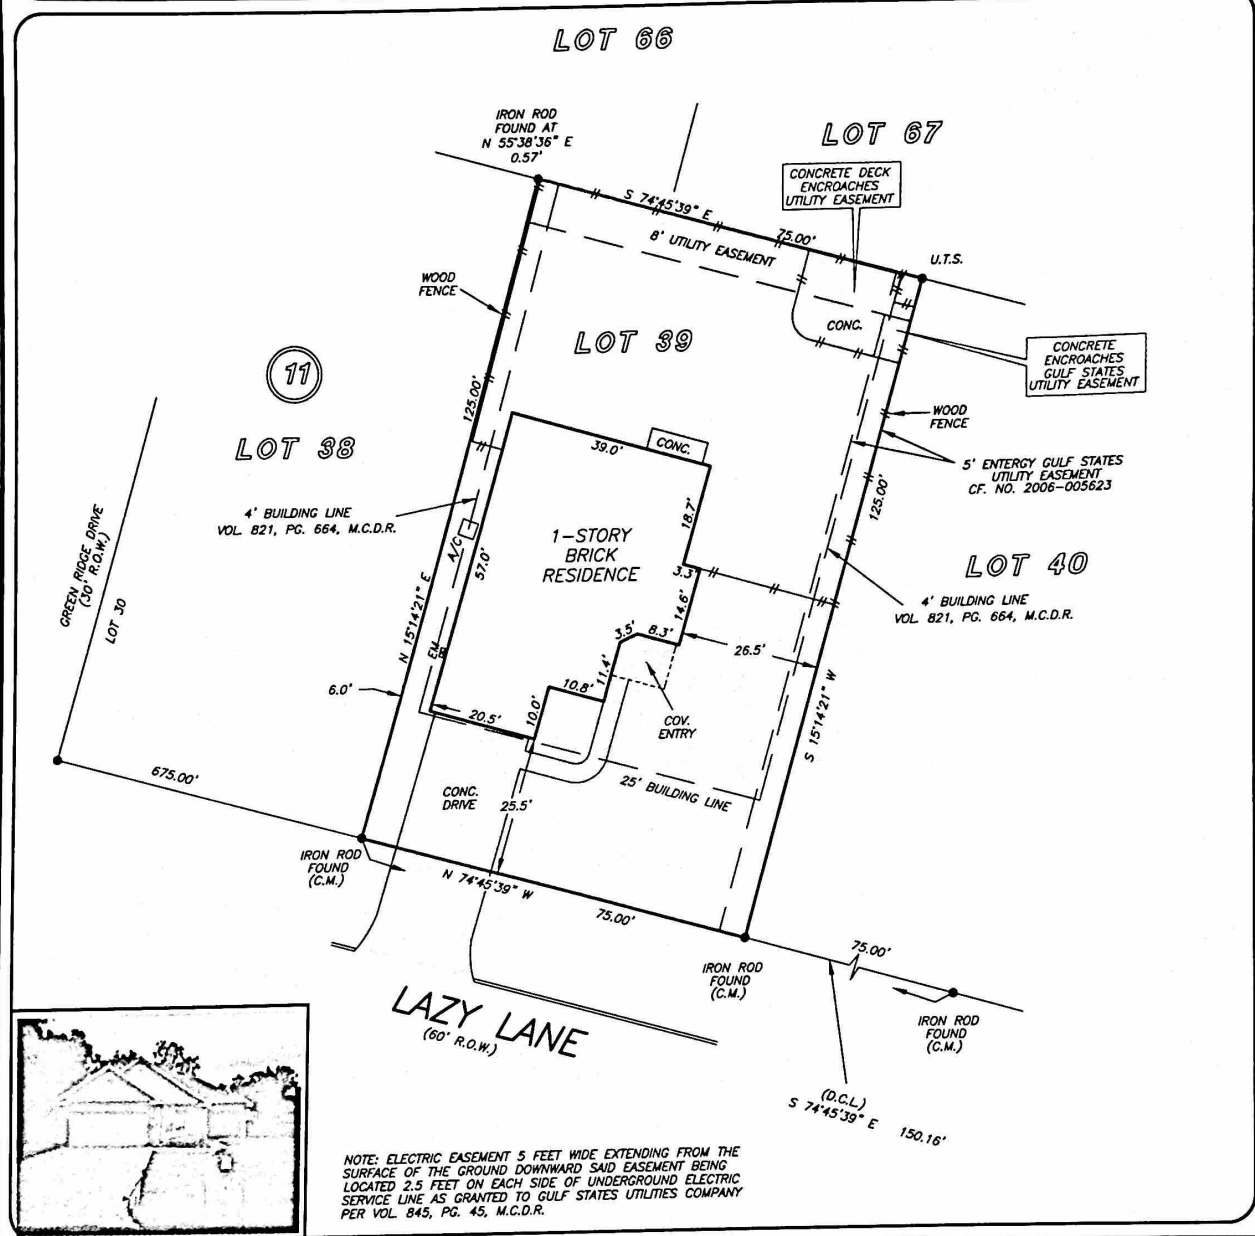 LOT 66
IRON ROD
FOUND AT
N 55°38'36" E
0.57'
LOT 67
CONCRETE DECK
ENCROACHES
UTILITY EASEMENT
S 74°45'39" E
75.00'
8' UTILITY EASEMENT
U.T.S.
WOOD
FENCE
CONC.
LOT 39
CONCRETE
ENCROACHES
GULF STATES
UTILITY EASEMENT
11
125.00'
WOOD
FENCE
LOT 38
39.0'
CONC.
5' ENTERGY GULF STATES
UTILITY EASEMENT
CF. NO. 2006-005623
4' BUILDING LINE
VOL. 821, PG. 664, M.C.D.R.
18.7'
125.00'
A/C
57.0'
1-STORY
BRICK
RESIDENCE
GREEN RIDGE DRIVE
(30' R.O.W.)
LOT 30
3.3'
LOT 40
14.6'
4' BUILDING LINE
VOL. 821, PG. 664, M.C.D.R.
N 15°14'21" E
3.5'
8.3'
26.5'
EM
11.4'
6.0'
10.8'
S 15°14'21" W
20.5'
10.0'
COV.
ENTRY
675.00'
CONC.
DRIVE
25.5'
25' BUILDING LINE
IRON ROD
FOUND
(C.M.)
N 74°45'39" W
75.00'
75.00'
IRON ROD
FOUND
(C.M.)
LAZY LANE
(60' R.O.W.)
IRON ROD
FOUND
(C.M.)
(D.C.L.)
S 74°45'39" E 150.16'
NOTE: ELECTRIC EASEMENT 5 FEET WIDE EXTENDING FROM THE
SURFACE OF THE GROUND DOWNWARD SAID EASEMENT BEING
LOCATED 2.5 FEET ON EACH SIDE OF UNDERGROUND ELECTRIC
SERVICE LINE AS GRANTED TO GULF STATES UTILITIES COMPANY
PER VOL. 845, PG. 45, M.C.D.R.